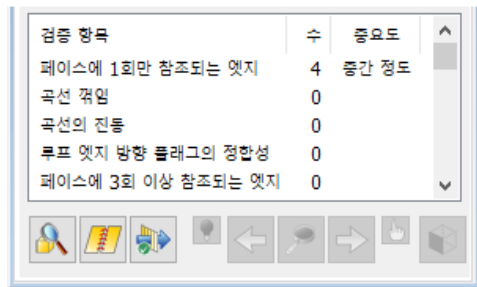 검증 항목 수 중요도
페이스에 1회만 참조되는 엣지 4 중간 정도
곡선 꺾임 0
곡선의 진동 0
루프 엣지 방향 플래그의 정합성 0
페이스에 3회 이상 참조되는 엣지 0